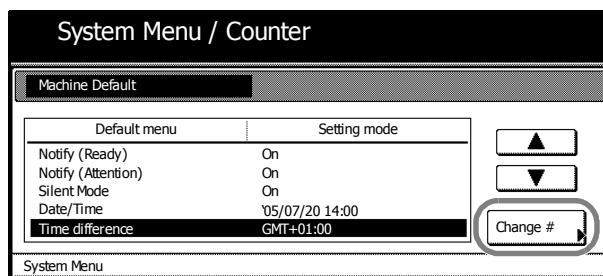 System Menu / Counter
Machine Default
Default menu Setting mode
Notify (Ready) On
Notify (Attention) On
Silent Mode On
Date/Time '05/07/20 14:00
Time difference GMT+01:00
Change #
System Menu